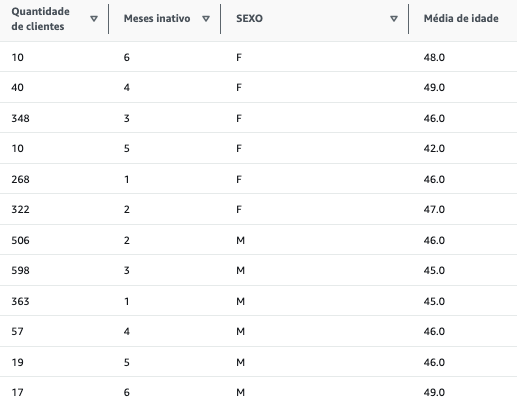 Quantidade de clientes Meses inativo SEXO Média de idade
10 6 F 48.0
40 4 F 49.0
348 3 F 46.0
10 5 F 42.0
268 1 F 46.0
322 2 F 47.0
506 2 M 46.0
598 3 M 45.0
363 1 M 45.0
57 4 M 46.0
19 5 M 46.0
17 6 M 49.0